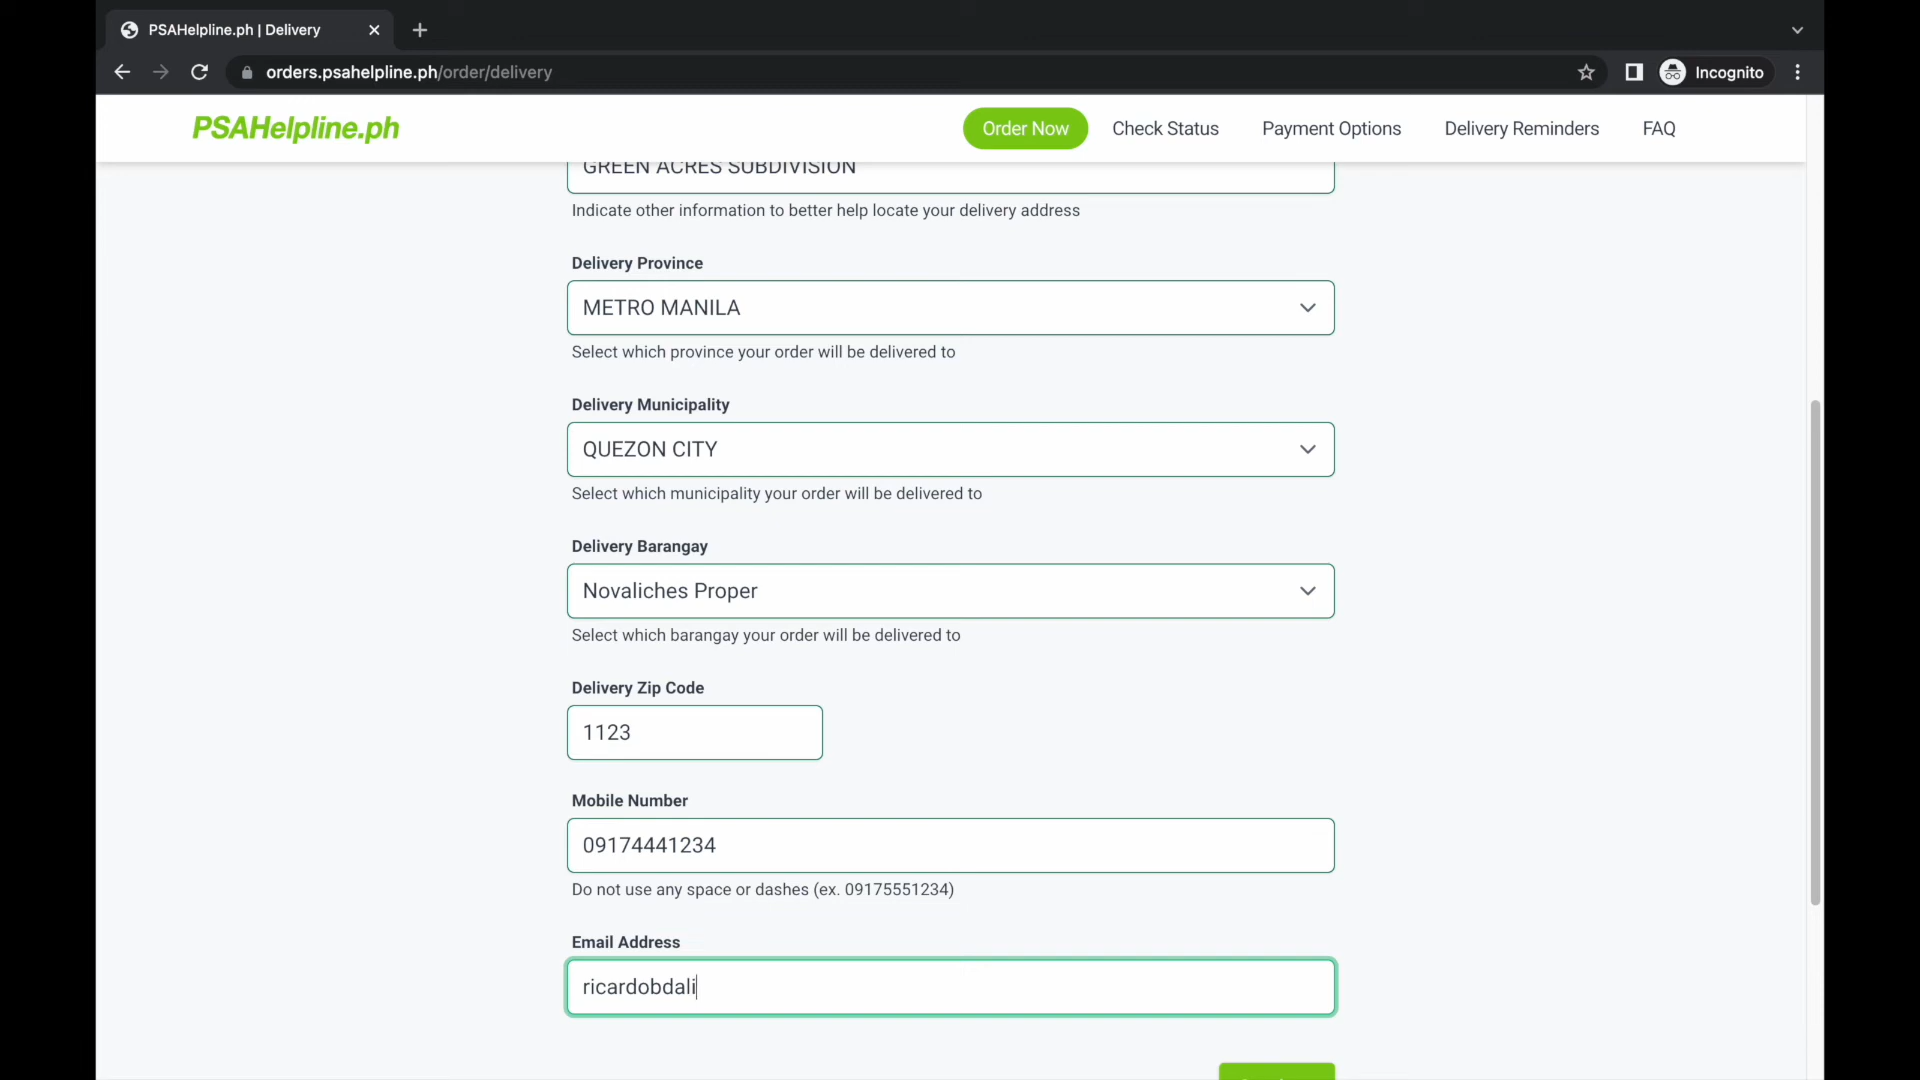 PSAHelpline.ph | Delivery
orders.psahelpline.ph/order/delivery
Incognito
PSAHelpline.ph
Order Now
Check Status
Payment Options
Delivery Reminders
FAQ
GREEN ACRES SUBDIVISION
Indicate other information to better help locate your delivery address
Delivery Province
METRO MANILA
Select which province your order will be delivered to
Delivery Municipality
QUEZON CITY
Select which municipality your order will be delivered to
Delivery Barangay
Novaliches Proper
Select which barangay your order will be delivered to
Delivery Zip Code
1123
Mobile Number
09174441234
Do not use any space or dashes (ex. 09175551234)
Email Address
ricardobdali